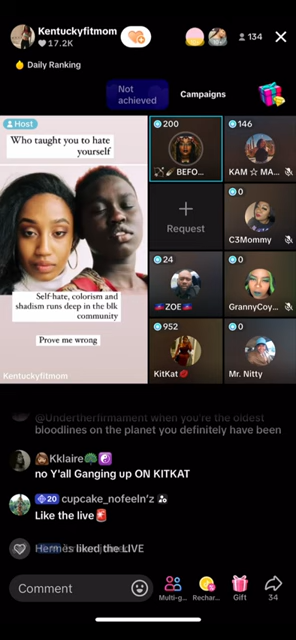 Kentuckyfitmom
17.2K
134
Daily Ranking
Not
achieved
Campaigns
Host
Who taught you to hate
yourself
Self-hate, colorism and
shadism runs deep in the blk
community
Prove me wrong
Kentuckyfitmom
200
BEFO...
146
KAM ☆ MA...
Request
0
C3Mommy
24
🇭🇹ZOE🇭🇹
0
GrannyCoy...
952
KitKat💋
0
Mr. Nitty
@Undertherfirmament when you're the oldest
bloodlines on the planet you definitely have been
Kklaire🌳☯️
no Y'all Ganging up ON KITKAT
20 cupcake_nofeeln'z
Like the live🚨
liked the LIVE
Comment
Multi-g...
Rechar...
Gift
34